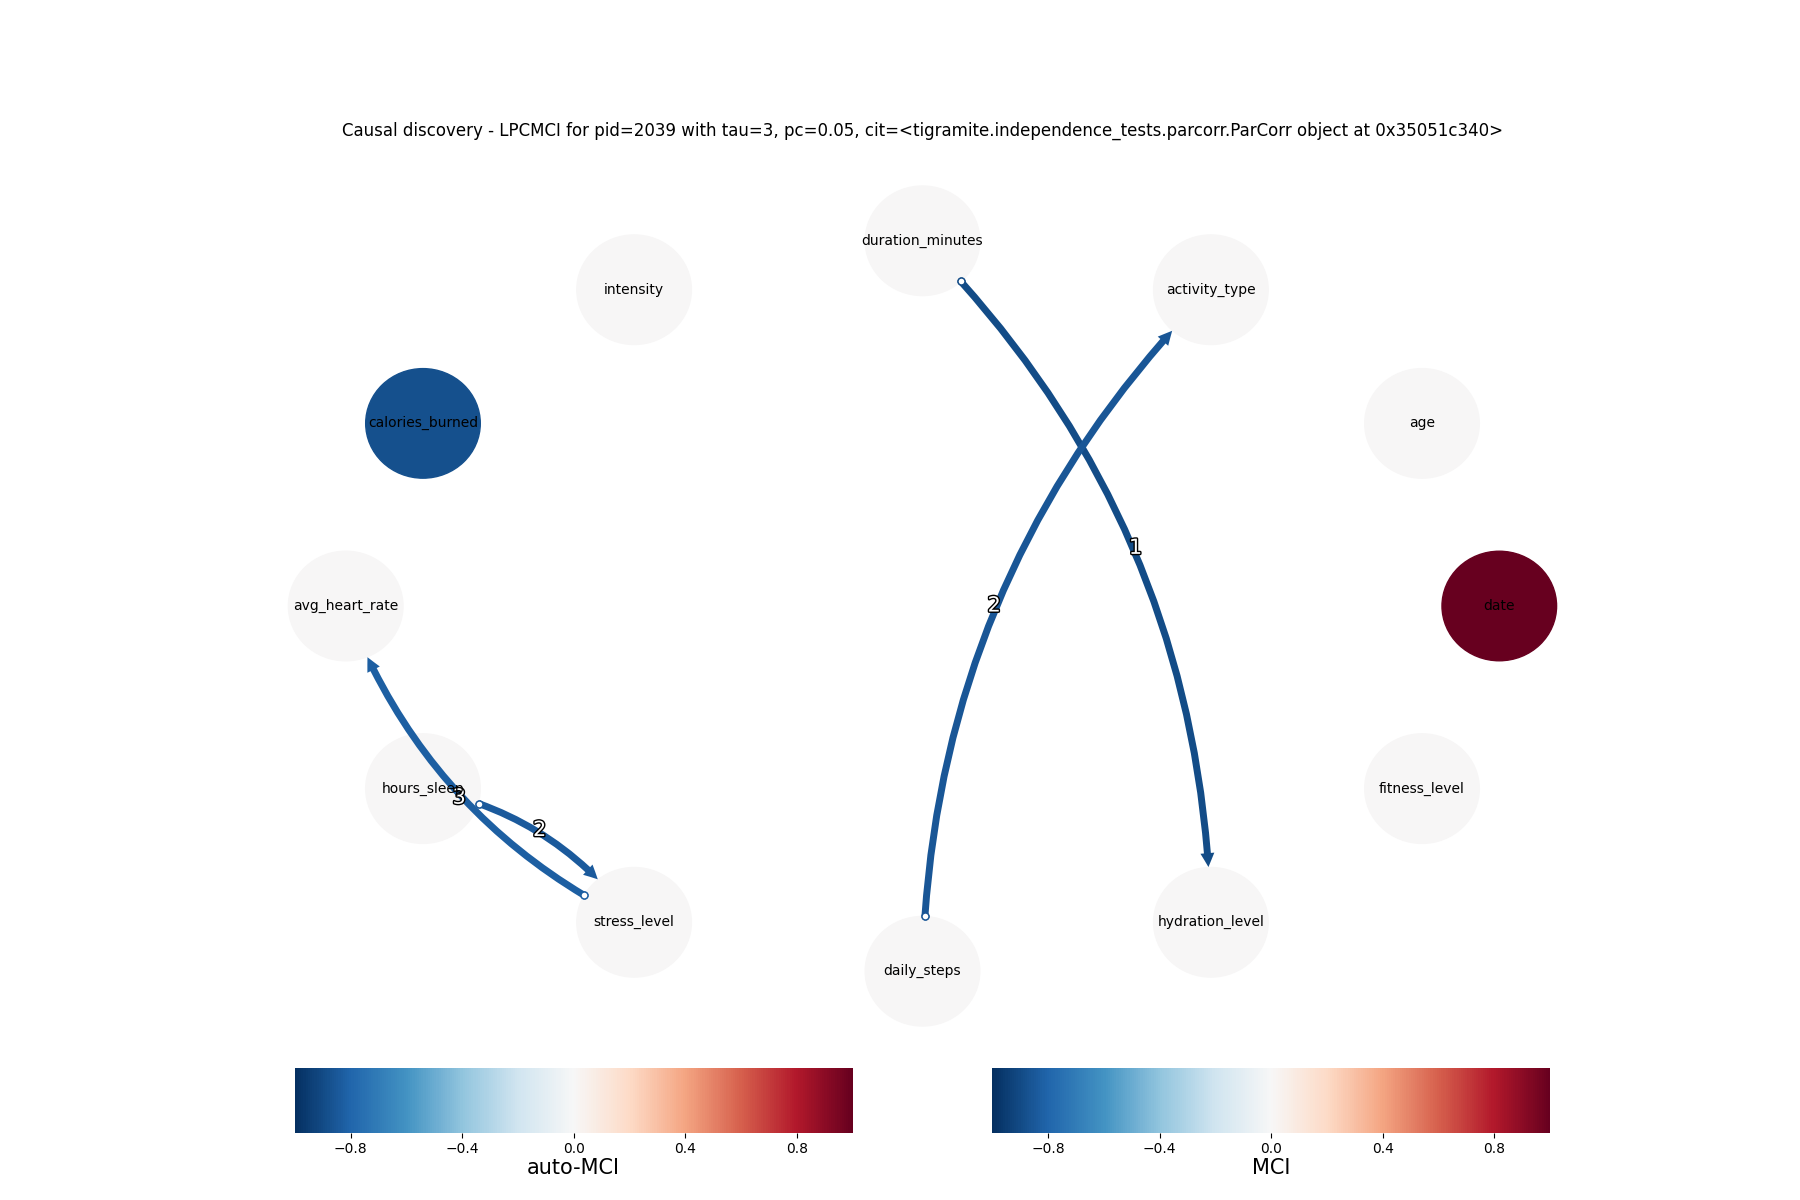 Causal discovery - LPCMCI for pid=2039 with tau=3, pc=0.05, cit=<tigramite.independence_tests.parcorr.ParCorr object at 0x35051c340>
duration_minutes
intensity
activity_type
calories_burned
age
1
2
avg_heart_rate
date
hours_sleep
3
2
fitness_level
stress_level
hydration_level
daily_steps
−0.8 −0.4 0.0 0.4 0.8
auto-MCI
−0.8 −0.4 0.0 0.4 0.8
MCI